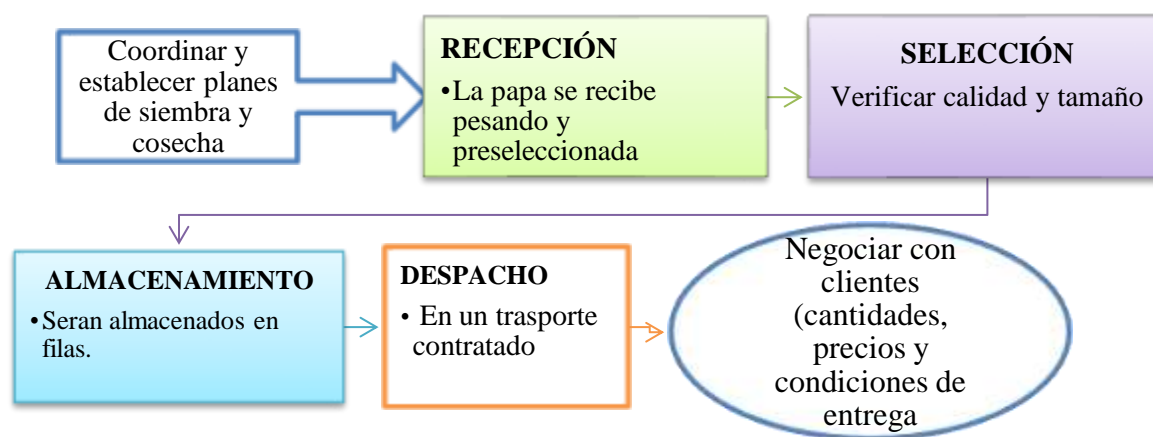 Coordinar y
establecer planes
de siembra y
cosecha
RECEPCIÓN
•La papa se recibe
pesando y
preseleccionada
SELECCIÓN
Verificar calidad y tamaño
ALMACENAMIENTO
•Seran almacenados en
filas.
DESPACHO
• En un trasporte
contratado
Negociar con
clientes
(cantidades,
precios y
condiciones de
entrega